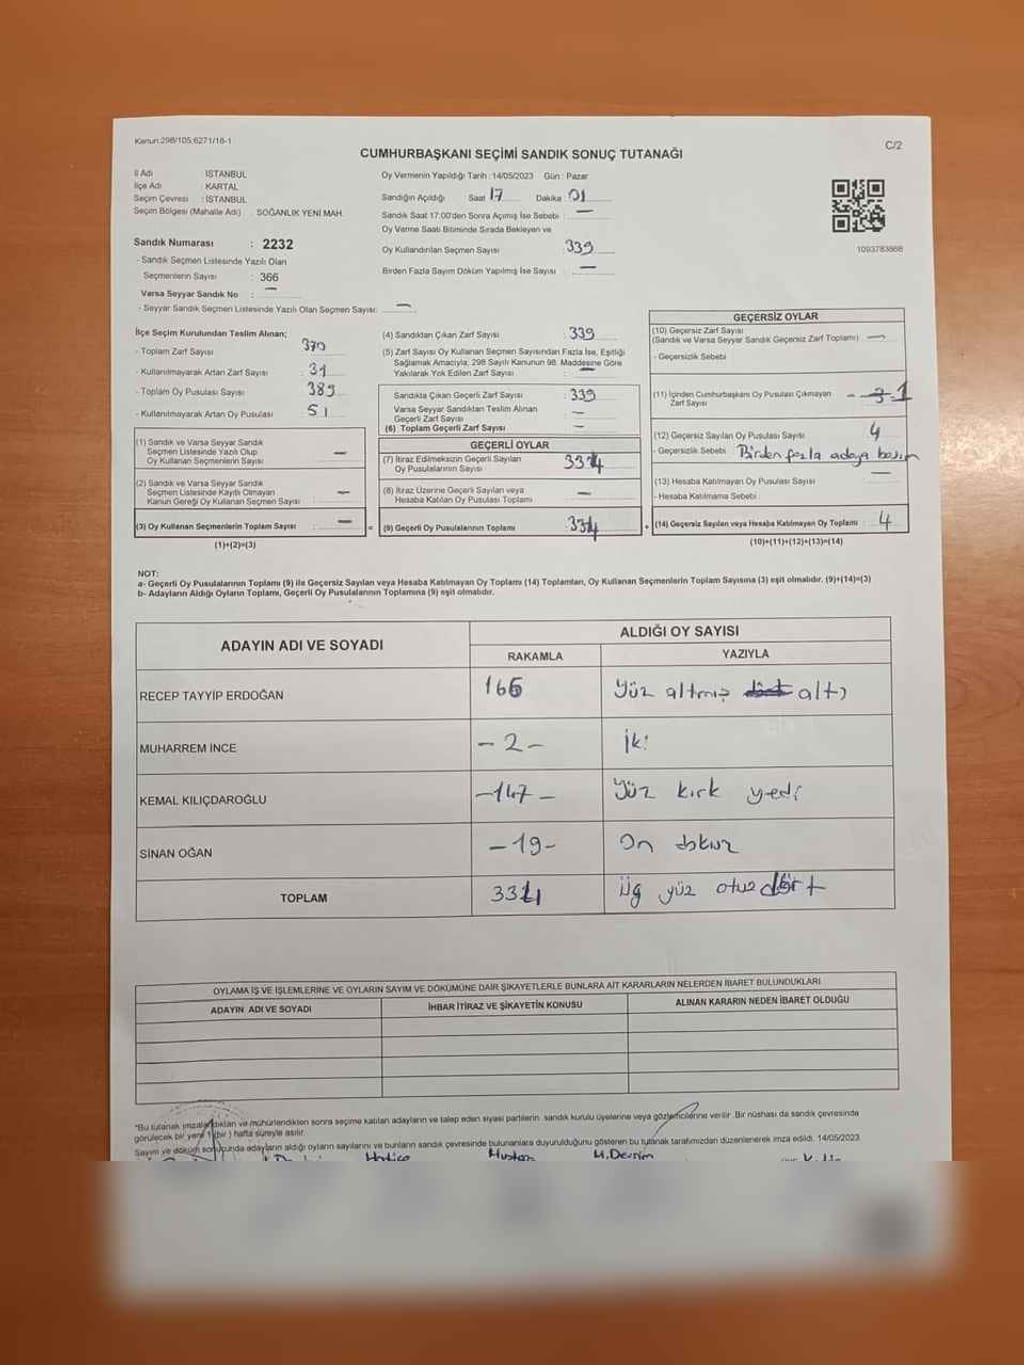 Kanun:298/105;6271/18-1
C/2
CUMHURBAŞKANI SEÇİMİ SANDIK SONUÇ TUTANAĞI
İl Adı : İSTANBUL
İlçe Adı : KARTAL
Seçim Çevresi : İSTANBUL
Seçim Bölgesi (Mahalle Adı) : SOĞANLIK YENİ MAH.
Sandık Numarası : 2232
- Sandık Seçmen Listesinde Yazılı Olan
Seçmenlerin Sayısı : 366
Varsa Seyyar Sandık No : —
- Seyyar Sandık Seçmen Listesinde Yazılı Olan Seçmen Sayısı: —
Oy Vermenin Yapıldığı Tarih :14/05/2023 Gün : Pazar
Sandığın Açıldığı Saat 17 Dakika 01
Sandık Saat 17:00'den Sonra Açılmış İse Sebebi : —
Oy Verme Saati Bitiminde Sırada Bekleyen ve
Oy Kullandırılan Seçmen Sayısı : 339
Birden Fazla Sayım Döküm Yapılmış İse Sayısı : —
1093783868
İlçe Seçim Kurulundan Teslim Alınan;
- Toplam Zarf Sayısı : 370
- Kullanılmayarak Artan Zarf Sayısı : 31
- Toplam Oy Pusulası Sayısı : 389
- Kullanılmayarak Artan Oy Pusulası : 51
(1) Sandık ve Varsa Seyyar Sandık
Seçmen Listesinde Yazılı Olup
Oy Kullanan Seçmenlerin Sayısı : —
(2) Sandık ve Varsa Seyyar Sandık
Seçmen Listesinde Kayıtlı Olmayan
Kanun Gereği Oy Kullanan Seçmen Sayısı : —
(3) Oy Kullanan Seçmenlerin Toplam Sayısı : —
(1)+(2)=(3)
(4) Sandıktan Çıkan Zarf Sayısı : 339
(5) Zarf Sayısı Oy Kullanan Seçmen Sayısından Fazla İse, Eşitliği
Sağlamak Amacıyla, 298 Sayılı Kanunun 98. Maddesine Göre
Yakılarak Yok Edilen Zarf Sayısı : —
Sandıkta Çıkan Geçerli Zarf Sayısı : 339
Varsa Seyyar Sandıktan Teslim Alınan
Geçerli Zarf Sayısı : —
(6) Toplam Geçerli Zarf Sayısı : —
GEÇERLİ OYLAR
(7) İtiraz Edilmeksizin Geçerli Sayılan
Oy Pusulalarının Sayısı : 334
(8) İtiraz Üzerine Geçerli Sayılan veya
Hesaba Katılan Oy Pusulası Toplamı : —
= (9) Geçerli Oy Pusulalarının Toplamı : 334
GEÇERSİZ OYLAR
(10) Geçersiz Zarf Sayısı
(Sandık ve Varsa Seyyar Sandık Geçersiz Zarf Toplamı) : —
- Geçersizlik Sebebi :
(11) İçinden Cumhurbaşkanı Oy Pusulası Çıkmayan
Zarf Sayısı : 1
(12) Geçersiz Sayılan Oy Pusulası Sayısı : 4
- Geçersizlik Sebebi : Birden fazla adaya basım
(13) Hesaba Katılmayan Oy Pusulası Sayısı : —
- Hesaba Katılmama Sebebi :
+ (14) Geçersiz Sayılan veya Hesaba Katılmayan Oy Toplamı : 4
(10)+(11)+(12)+(13)=(14)
NOT:
a- Geçerli Oy Pusulalarının Toplamı (9) ile Geçersiz Sayılan veya Hesaba Katılmayan Oy Toplamı (14) Toplamları, Oy Kullanan Seçmenlerin Toplam Sayısına (3) eşit olmalıdır. (9)+(14)=(3)
b- Adayların Aldığı Oyların Toplamı, Geçerli Oy Pusulalarının Toplamına (9) eşit olmalıdır.
ADAYIN ADI VE SOYADI
ALDIĞI OY SAYISI
RAKAMLA YAZIYLA
RECEP TAYYİP ERDOĞAN 166 Yüz altmış dört altı
MUHARREM İNCE -2- İki
KEMAL KILIÇDAROĞLU -147- Yüz kırk yedi
SİNAN OĞAN -19- On dokuz
TOPLAM 334 Üç yüz otuz dört
OYLAMA İŞ VE İŞLEMLERİNE VE OYLARIN SAYIM VE DÖKÜMÜNE DAİR ŞİKAYETLERLE BUNLARA AİT KARARLARIN NELERDEN İBARET BULUNDUKLARI
ADAYIN ADI VE SOYADI İHBAR İTİRAZ VE ŞİKAYETİN KONUSU ALINAN KARARIN NEDEN İBARET OLDUĞU
*Bu tutanak imzalandıktan ve mühürlendikten sonra seçime katılan adayların ve talep eden siyasi partilerin sandık kurulu üyelerine veya gözlemcilerine verilir. Bir nüshası da sandık çevresinde
görülecek bir yere 1 (bir) hafta süreyle asılır.
Sayım ve döküm sonucunda adayların aldığı oyların sayılarını ve bunların sandık çevresinde bulunanlara duyurulduğunu gösteren bu tutanak tarafımızdan düzenlenerek imza edildi. 14/05/2023
Hatice M.Devrim